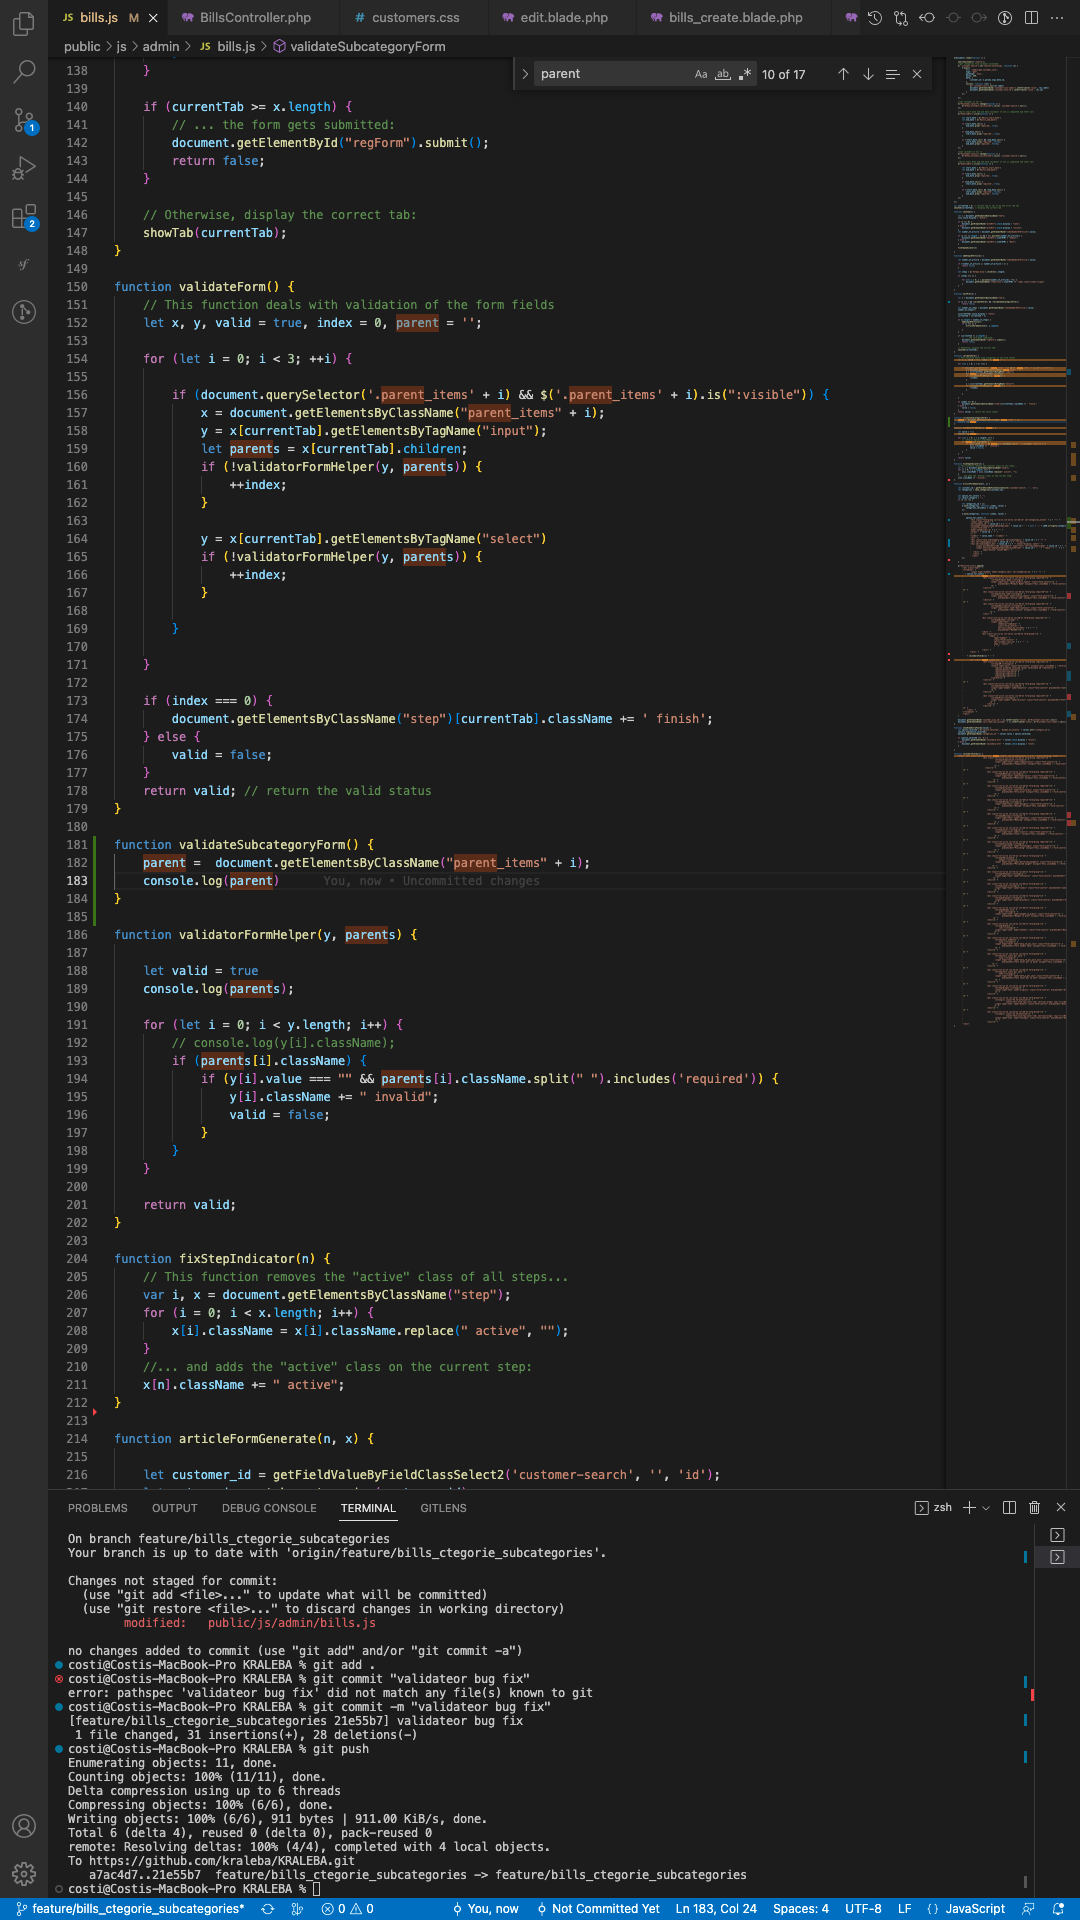 JS bills.js M ×
BillsController.php
# customers.css
edit.blade.php
bills_create.blade.php
public > js > admin > JS bills.js > validateSubcategoryForm
parent Aa ab .* 10 of 17
138 }
139
140 if (currentTab >= x.length) {
141 // ... the form gets submitted:
142 document.getElementById("regForm").submit();
143 return false;
144 }
145
146 // Otherwise, display the correct tab:
147 showTab(currentTab);
148 }
149
150 function validateForm() {
151 // This function deals with validation of the form fields
152 let x, y, valid = true, index = 0, parent = '';
153
154 for (let i = 0; i < 3; ++i) {
155
156 if (document.querySelector('.parent_items' + i) && $('.parent_items' + i).is(":visible")) {
157 x = document.getElementsByClassName("parent_items" + i);
158 y = x[currentTab].getElementsByTagName("input");
159 let parents = x[currentTab].children;
160 if (!validatorFormHelper(y, parents)) {
161 ++index;
162 }
163
164 y = x[currentTab].getElementsByTagName("select")
165 if (!validatorFormHelper(y, parents)) {
166 ++index;
167 }
168
169 }
170
171 }
172
173 if (index === 0) {
174 document.getElementsByClassName("step")[currentTab].className += ' finish';
175 } else {
176 valid = false;
177 }
178 return valid; // return the valid status
179 }
180
181 function validateSubcategoryForm() {
182 parent = document.getElementsByClassName("parent_items" + i);
183 console.log(parent) You, now • Uncommitted changes
184 }
185
186 function validatorFormHelper(y, parents) {
187
188 let valid = true
189 console.log(parents);
190
191 for (let i = 0; i < y.length; i++) {
192 // console.log(y[i].className);
193 if (parents[i].className) {
194 if (y[i].value === "" && parents[i].className.split(" ").includes('required')) {
195 y[i].className += " invalid";
196 valid = false;
197 }
198 }
199 }
200
201 return valid;
202 }
203
204 function fixStepIndicator(n) {
205 // This function removes the "active" class of all steps...
206 var i, x = document.getElementsByClassName("step");
207 for (i = 0; i < x.length; i++) {
208 x[i].className = x[i].className.replace(" active", "");
209 }
210 //... and adds the "active" class on the current step:
211 x[n].className += " active";
212 }
213
214 function articleFormGenerate(n, x) {
215
216 let customer_id = getFieldValueByFieldClassSelect2('customer-search', '', 'id');
PROBLEMS OUTPUT DEBUG CONSOLE TERMINAL GITLENS zsh
On branch feature/bills_ctegorie_subcategories
Your branch is up to date with 'origin/feature/bills_ctegorie_subcategories'.
Changes not staged for commit:
(use "git add <file>..." to update what will be committed)
(use "git restore <file>..." to discard changes in working directory)
modified: public/js/admin/bills.js
no changes added to commit (use "git add" and/or "git commit -a")
costi@Costis-MacBook-Pro KRALEBA % git add .
costi@Costis-MacBook-Pro KRALEBA % git commit "validateor bug fix"
error: pathspec 'validateor bug fix' did not match any file(s) known to git
costi@Costis-MacBook-Pro KRALEBA % git commit -m "validateor bug fix"
[feature/bills_ctegorie_subcategories 21e55b7] validateor bug fix
1 file changed, 31 insertions(+), 28 deletions(-)
costi@Costis-MacBook-Pro KRALEBA % git push
Enumerating objects: 11, done.
Counting objects: 100% (11/11), done.
Delta compression using up to 6 threads
Compressing objects: 100% (6/6), done.
Writing objects: 100% (6/6), 911 bytes | 911.00 KiB/s, done.
Total 6 (delta 4), reused 0 (delta 0), pack-reused 0
remote: Resolving deltas: 100% (4/4), completed with 4 local objects.
To https://github.com/kraleba/KRALEBA.git
a7ac4d7..21e55b7 feature/bills_ctegorie_subcategories -> feature/bills_ctegorie_subcategories
costi@Costis-MacBook-Pro KRALEBA %
feature/bills_ctegorie_subcategories* 0 0 You, now Not Committed Yet Ln 183, Col 24 Spaces: 4 UTF-8 LF {} JavaScript
1
2